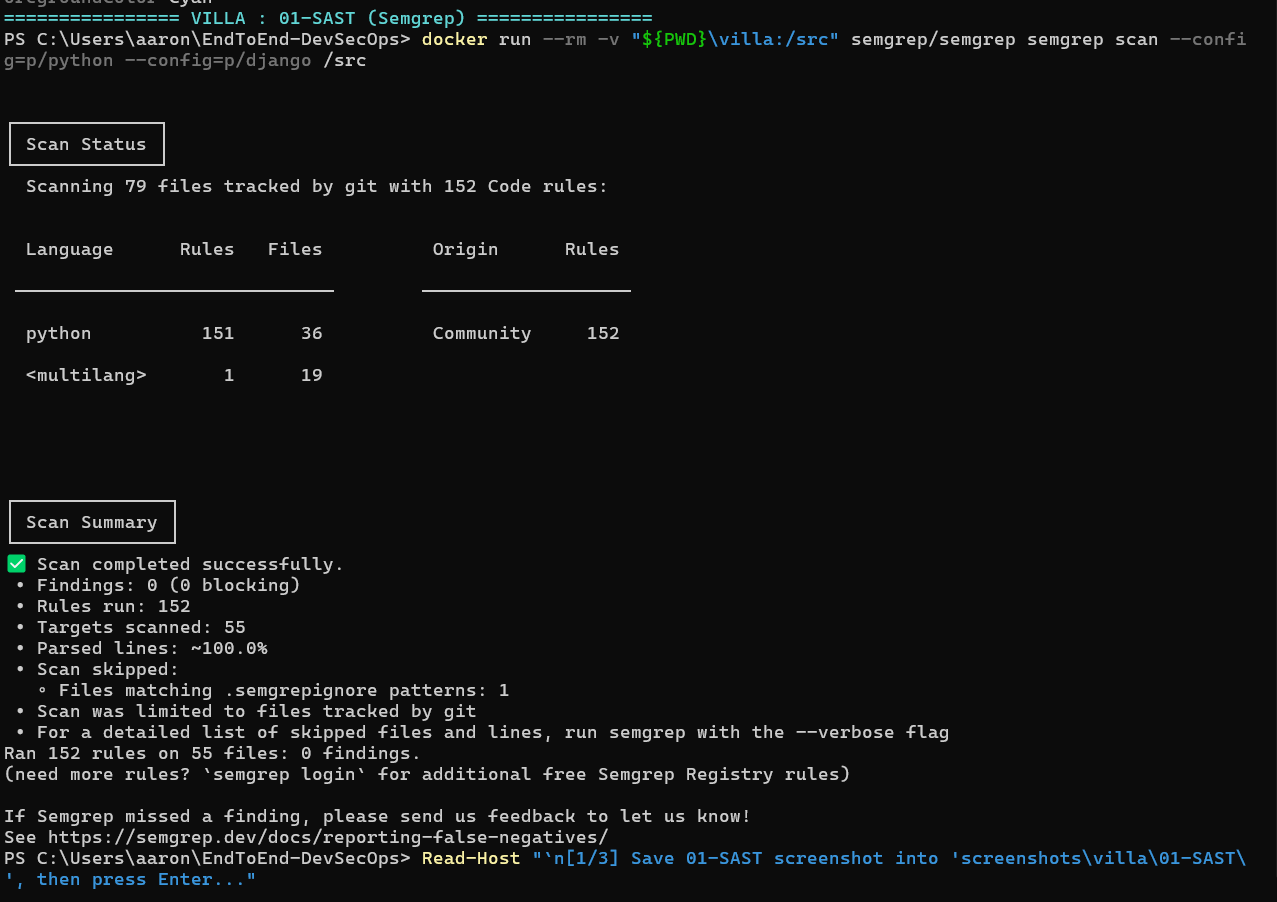 =============== VILLA : 01-SAST (Semgrep) ================
PS C:\Users\aaron\EndToEnd-DevSecOps> docker run --rm -v "${PWD}\villa:/src" semgrep/semgrep semgrep scan --confi
g=p/python --config=p/django /src
Scan Status
Scanning 79 files tracked by git with 152 Code rules:
Language Rules Files Origin Rules
python 151 36 Community 152
<multilang> 1 19
Scan Summary
✅ Scan completed successfully.
• Findings: 0 (0 blocking)
• Rules run: 152
• Targets scanned: 55
• Parsed lines: ~100.0%
• Scan skipped:
◦ Files matching .semgrepignore patterns: 1
• Scan was limited to files tracked by git
• For a detailed list of skipped files and lines, run semgrep with the --verbose flag
Ran 152 rules on 55 files: 0 findings.
(need more rules? `semgrep login` for additional free Semgrep Registry rules)
If Semgrep missed a finding, please send us feedback to let us know!
See https://semgrep.dev/docs/reporting-false-negatives/
PS C:\Users\aaron\EndToEnd-DevSecOps> Read-Host "`n[1/3] Save 01-SAST screenshot into 'screenshots\villa\01-SAST\
', then press Enter..."